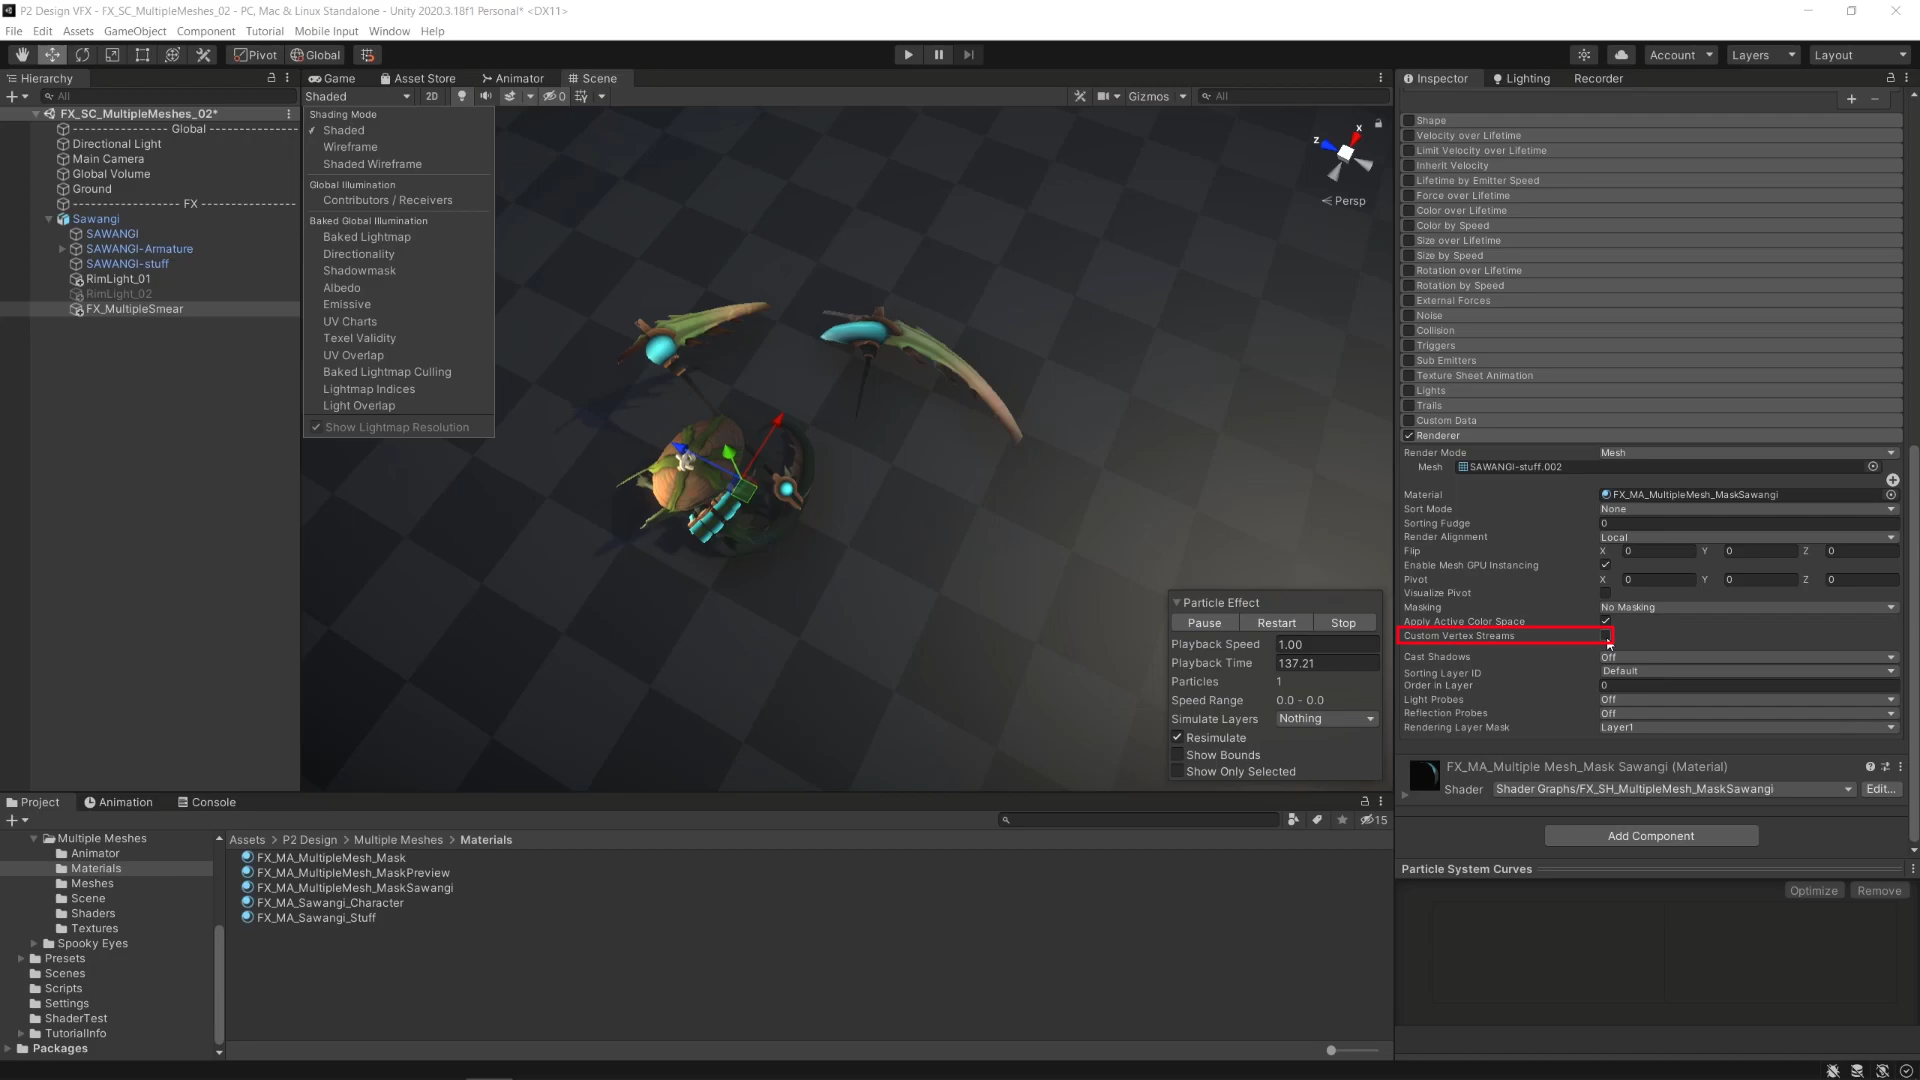 P2 Design VFX - FX_SC_MultipleMeshes_02 - PC, Mac & Linux Standalone - Unity 2020.3.18f1 Personal* <DX11>
File Edit Assets GameObject Component Tutorial Mobile Input Window Help
Pivot Global
Account Layers Layout
Hierarchy
All
FX_SC_MultipleMeshes_02*
--------------- Global ---------------
Directional Light
Main Camera
Global Volume
Ground
----------------- FX -----------------
Sawangi
SAWANGI
SAWANGI-Armature
SAWANGI-stuff
RimLight_01
RimLight_02
FX_MultipleSmear
Game Asset Store Animator Scene
Shaded 2D 0 Gizmos All
Shading Mode
Shaded
Wireframe
Shaded Wireframe
Global Illumination
Contributors / Receivers
Baked Global Illumination
Baked Lightmap
Directionality
Shadowmask
Albedo
Emissive
UV Charts
Texel Validity
UV Overlap
Baked Lightmap Culling
Lightmap Indices
Light Overlap
Show Lightmap Resolution
x
z
Persp
Particle Effect
Pause Restart Stop
Playback Speed 1.00
Playback Time 137.21
Particles 1
Speed Range 0.0 - 0.0
Simulate Layers Nothing
Resimulate
Show Bounds
Show Only Selected
Inspector Lighting Recorder
Shape
Velocity over Lifetime
Limit Velocity over Lifetime
Inherit Velocity
Lifetime by Emitter Speed
Force over Lifetime
Color over Lifetime
Color by Speed
Size over Lifetime
Size by Speed
Rotation over Lifetime
Rotation by Speed
External Forces
Noise
Collision
Triggers
Sub Emitters
Texture Sheet Animation
Lights
Trails
Custom Data
Renderer
Render Mode Mesh
Mesh SAWANGI-stuff.002
Material FX_MA_MultipleMesh_MaskSawangi
Sort Mode None
Sorting Fudge 0
Render Alignment Local
Flip X 0 Y 0 Z 0
Enable Mesh GPU Instancing
Pivot X 0 Y 0 Z 0
Visualize Pivot
Masking No Masking
Apply Active Color Space
Custom Vertex Streams
Cast Shadows Off
Sorting Layer ID Default
Order in Layer 0
Light Probes Off
Reflection Probes Off
Rendering Layer Mask Layer1
FX_MA_Multiple Mesh_Mask Sawangi (Material)
Shader Shader Graphs/FX_SH_MultipleMesh_MaskSawangi Edit...
Add Component
Particle System Curves
Optimize Remove
Project Animation Console
15
Multiple Meshes
Animator
Materials
Meshes
Scene
Shaders
Textures
Spooky Eyes
Presets
Scenes
Scripts
Settings
ShaderTest
TutorialInfo
Packages
Assets > P2 Design > Multiple Meshes > Materials
FX_MA_MultipleMesh_Mask
FX_MA_MultipleMesh_MaskPreview
FX_MA_MultipleMesh_MaskSawangi
FX_MA_Sawangi_Character
FX_MA_Sawangi_Stuff